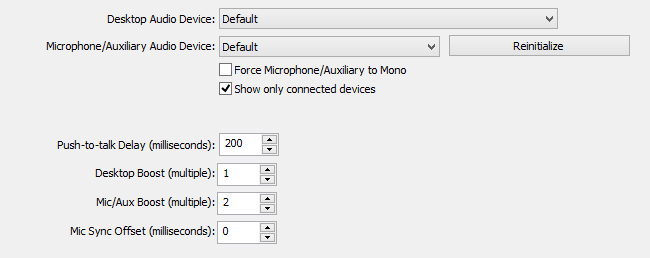 Desktop Audio Device: Default
Microphone/Auxiliary Audio Device: Default Reinitialize
Force Microphone/Auxiliary to Mono
Show only connected devices
Push-to-talk Delay (milliseconds): 200
Desktop Boost (multiple): 1
Mic/Aux Boost (multiple): 2
Mic Sync Offset (milliseconds): 0